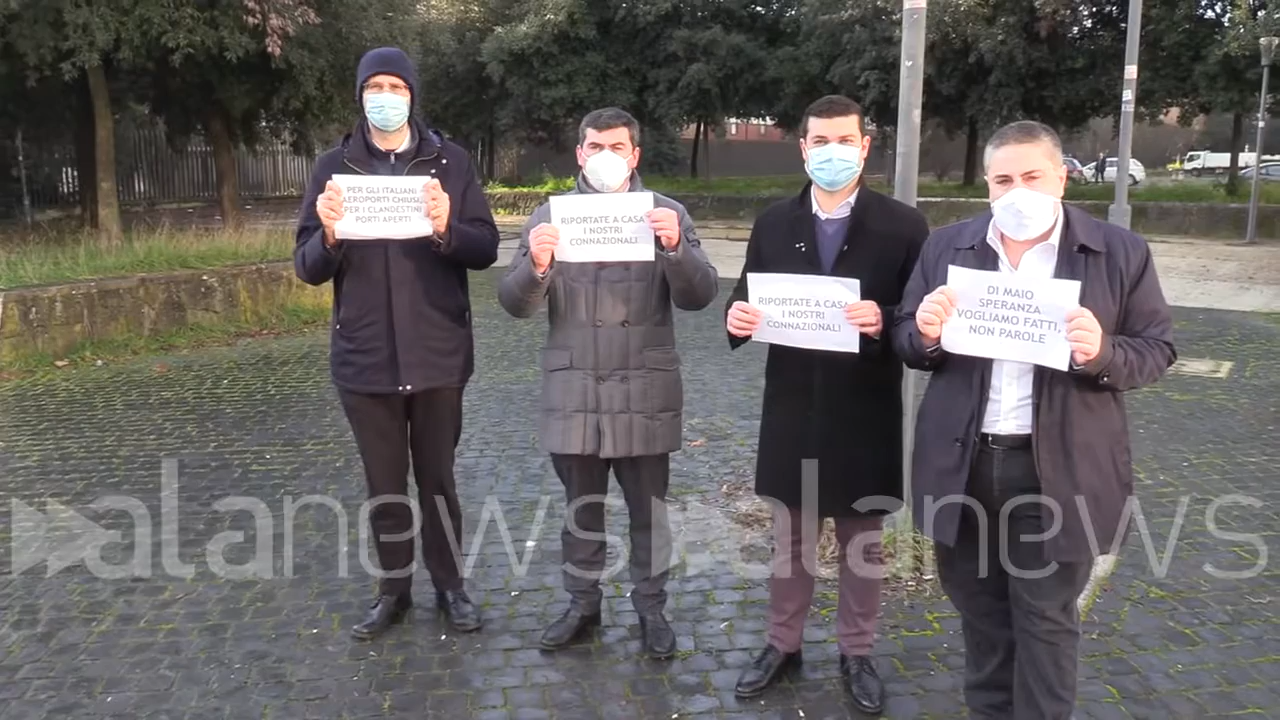 PER GLI ITALIANI
AEROPORTI CHIUSI,
PER I CLANDESTINI
PORTI APERTI
RIPORTATE A CASA
I NOSTRI
CONNAZIONALI
RIPORTATE A CASA
I NOSTRI
CONNAZIONALI
DI MAIO
SPERANZA
VOGLIAMO FATTI,
NON PAROLE
alanews alanews